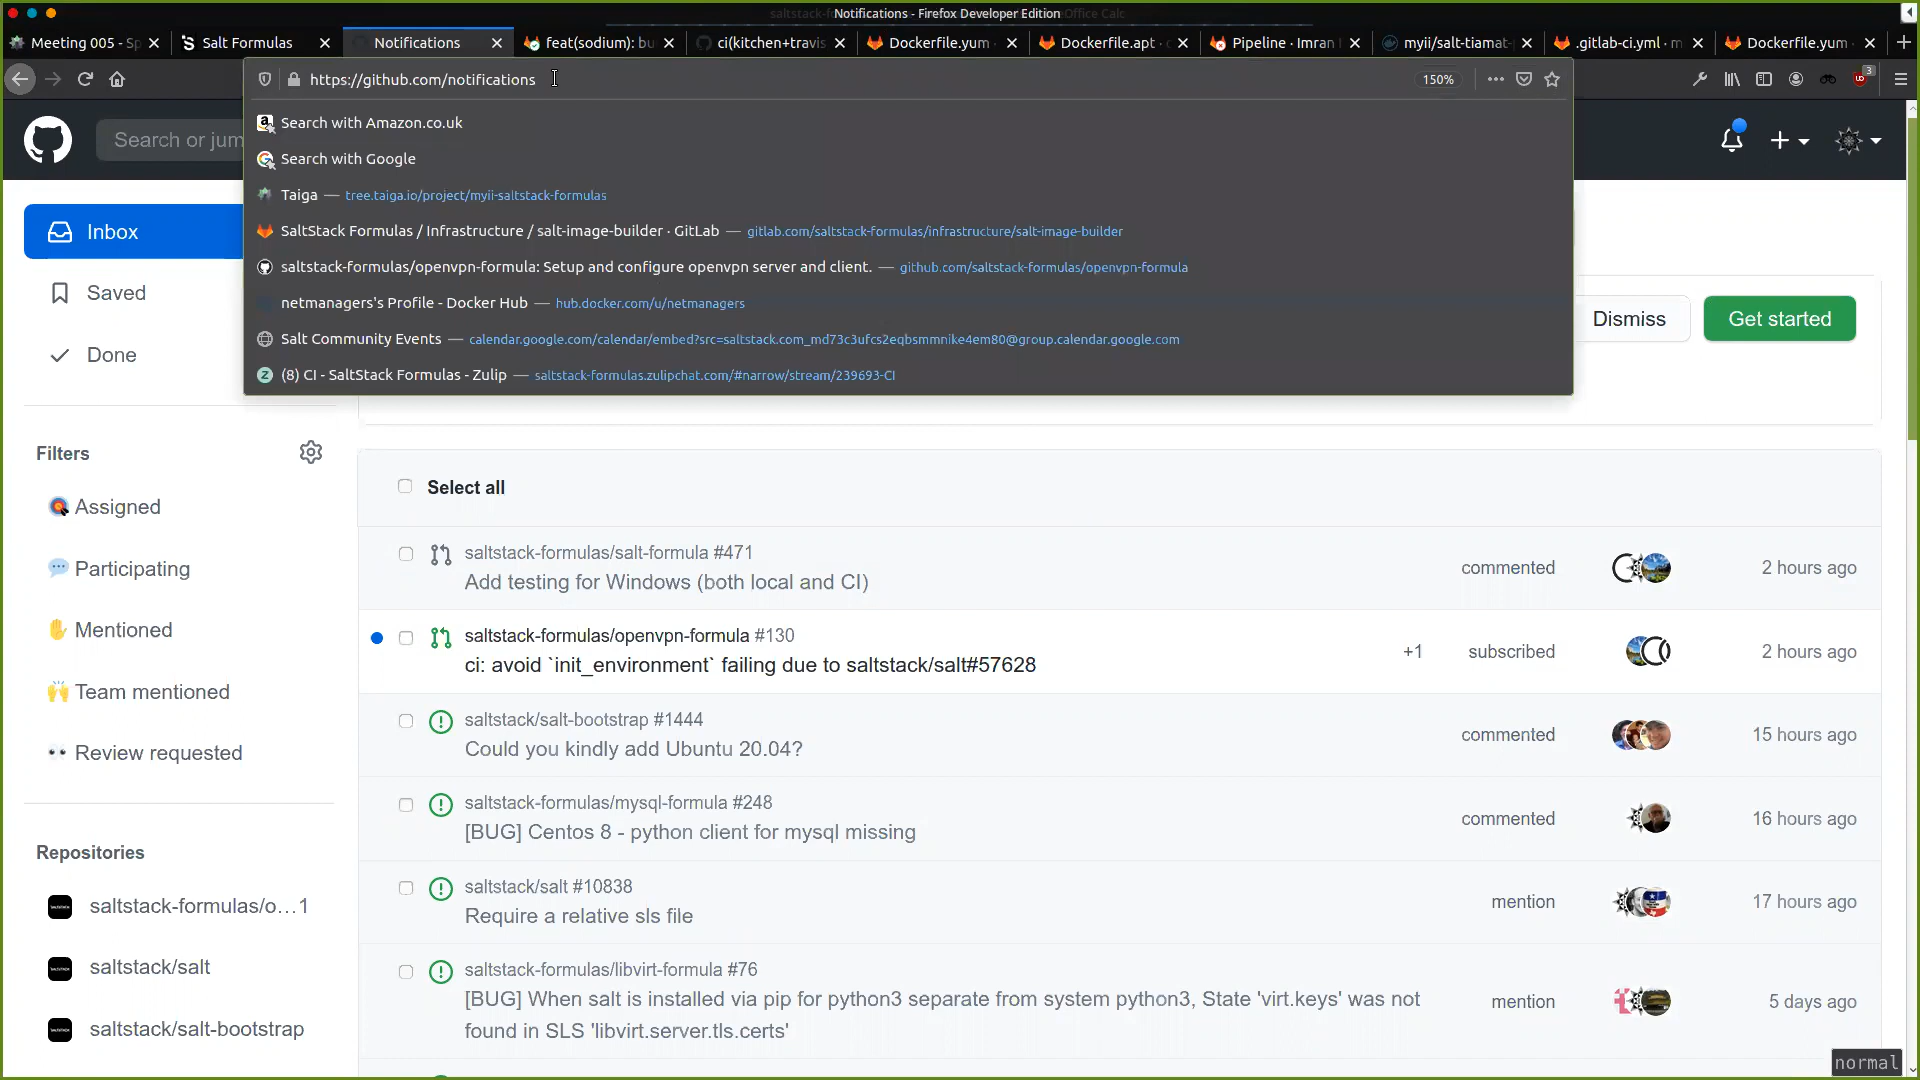 Notifications - Firefox Developer Edition
Meeting 005 - Sp
Salt Formulas
Notifications
feat(sodium): bu
ci(kitchen+travis
Dockerfile.yum
Dockerfile.apt
Pipeline · Imran
myii/salt-tiamat
.gitlab-ci.yml · m
Dockerfile.yum
https://github.com/notifications
150%
3
Search with Amazon.co.uk
Search with Google
Taiga — tree.taiga.io/project/myii-saltstack-formulas
SaltStack Formulas / Infrastructure / salt-image-builder · GitLab — gitlab.com/saltstack-formulas/infrastructure/salt-image-builder
saltstack-formulas/openvpn-formula: Setup and configure openvpn server and client. — github.com/saltstack-formulas/openvpn-formula
netmanagers's Profile - Docker Hub — hub.docker.com/u/netmanagers
Salt Community Events — calendar.google.com/calendar/embed?src=saltstack.com_md73c3ufcs2eqbsmmnike4em80@group.calendar.google.com
(8) CI - SaltStack Formulas - Zulip — saltstack-formulas.zulipchat.com/#narrow/stream/239693-CI
Search or jum
Inbox
Saved
Done
Dismiss
Get started
Filters
Assigned
Participating
Mentioned
Team mentioned
Review requested
Repositories
saltstack-formulas/o…1
saltstack/salt
saltstack/salt-bootstrap
Select all
saltstack-formulas/salt-formula #471
Add testing for Windows (both local and CI)
commented
2 hours ago
saltstack-formulas/openvpn-formula #130
ci: avoid `init_environment` failing due to saltstack/salt#57628
+1
subscribed
2 hours ago
saltstack/salt-bootstrap #1444
Could you kindly add Ubuntu 20.04?
commented
15 hours ago
saltstack-formulas/mysql-formula #248
[BUG] Centos 8 - python client for mysql missing
commented
16 hours ago
saltstack/salt #10838
Require a relative sls file
mention
17 hours ago
saltstack-formulas/libvirt-formula #76
[BUG] When salt is installed via pip for python3 separate from system python3, State 'virt.keys' was not
found in SLS 'libvirt.server.tls.certs'
mention
5 days ago
normal